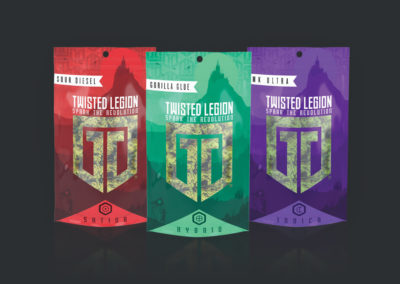 SOUR DIESEL
TWISTED LEGION
SPARK THE REVOLUTION
SATIVA
GORILLA GLUE
TWISTED LEGION
SPARK THE REVOLUTION
HYBRID
MK ULTRA
TWISTED LEGION
SPARK THE REVOLUTION
INDICA